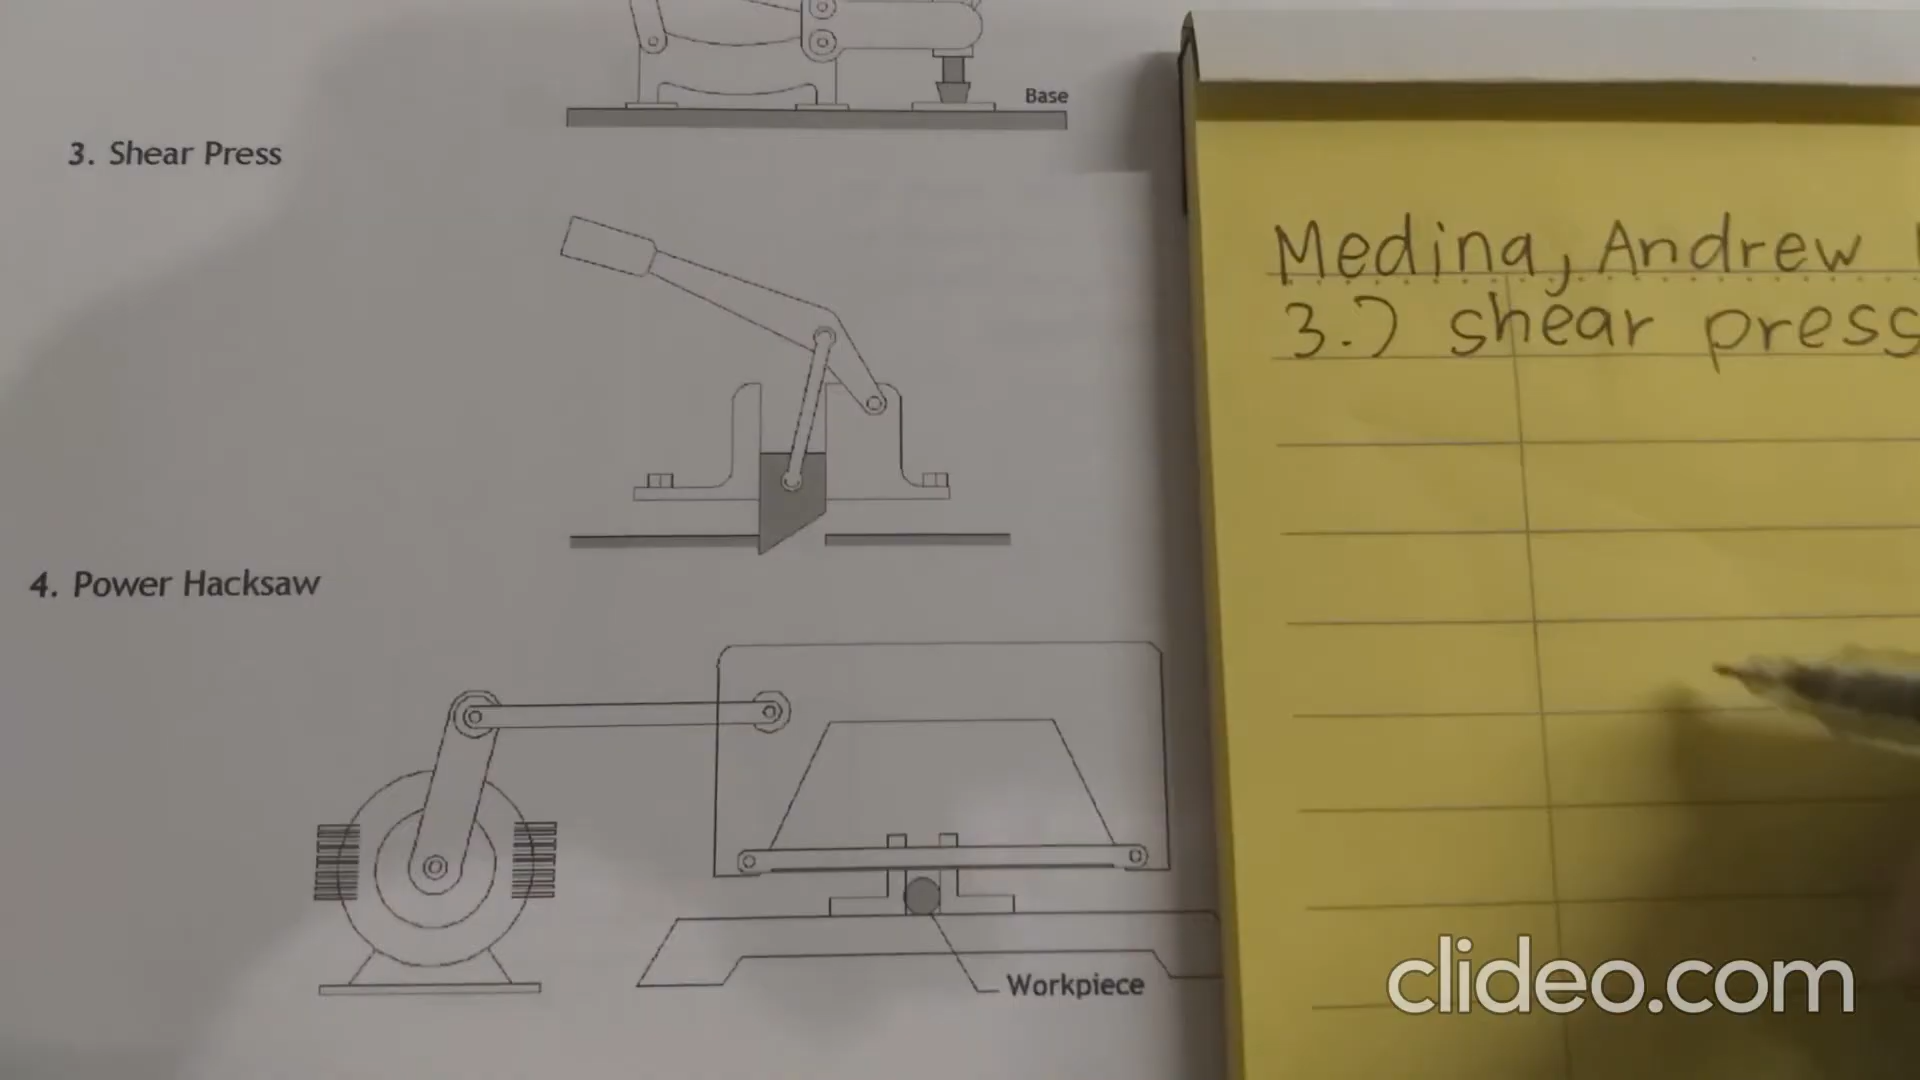 Base
3. Shear Press
4. Power Hacksaw
Workpiece
Medina, Andrew
3.) shear press
clideo.com